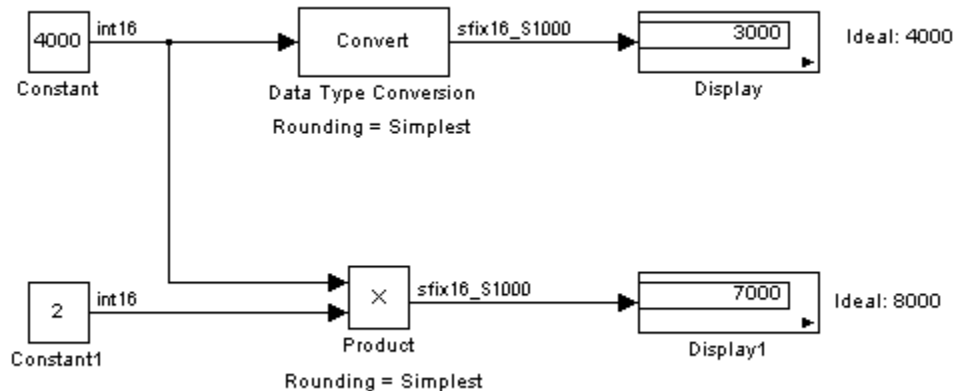 4000
int16
Constant
Convert
Data Type Conversion
Rounding = Simplest
sfix16_S1000
3000
Display
Ideal: 4000
2
int16
Constant1
×
Product
Rounding = Simplest
sfix16_S1000
7000
Display1
Ideal: 8000